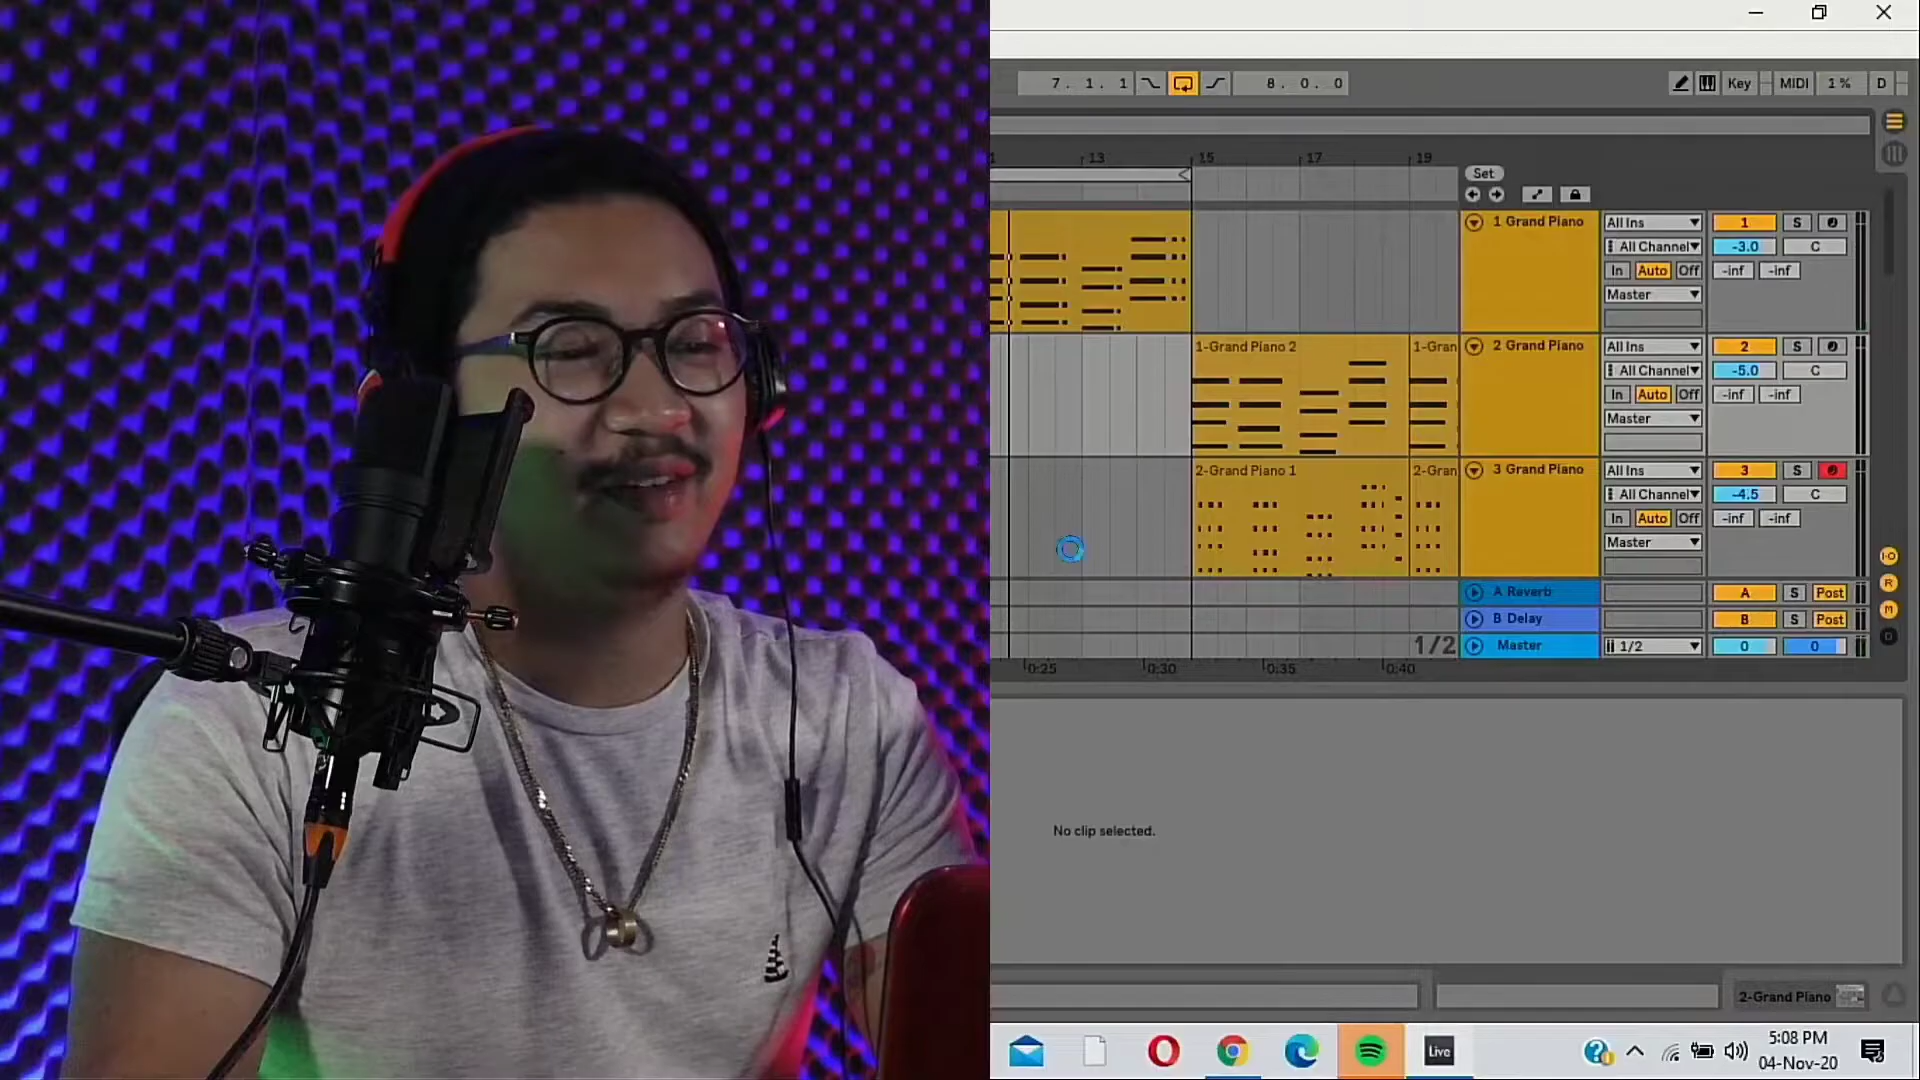 7. 1. 1
8. 0. 0
Key
MIDI
1 %
D
13
15
17
19
Set
1 Grand Piano
All Ins
1
S
All Channel
-3.0
C
In
Auto
Off
-inf
-inf
Master
1-Grand Piano 2
1-Gran
2 Grand Piano
All Ins
2
S
All Channel
-5.0
C
In
Auto
Off
-inf
-inf
Master
2-Grand Piano 1
2-Gran
3 Grand Piano
All Ins
3
S
All Channel
-4.5
C
In
Auto
Off
-inf
-inf
Master
I·O
A Reverb
A
S
Post
R
B Delay
B
S
Post
M
1/2
Master
1/2
0
0
D
0:25
0:30
0:35
0:40
No clip selected.
2-Grand Piano
Live
5:08 PM
04-Nov-20